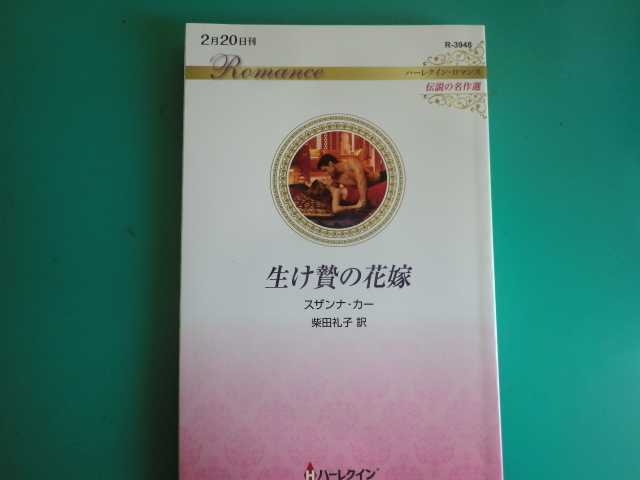 2月20日刊
R-3948
Romance
ハーレクイン・ロマンス
伝説の名作選
生け贄の花嫁
スザンナ・カー
柴田礼子 訳
ハーレクイン